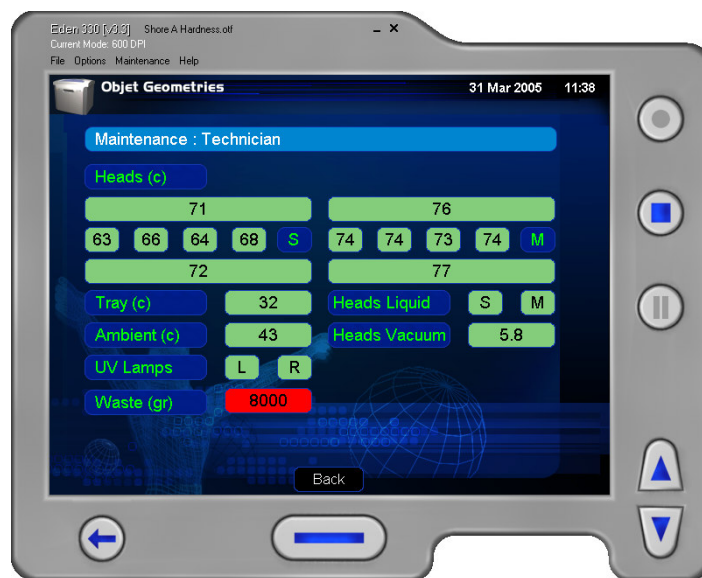 Eden 330 [v3.3] Shore A Hardness.otf
Current Mode: 600 DPI
File Options Maintenance Help
Objet Geometries 31 Mar 2005 11:38
Maintenance : Technician
Heads (c)
71 76
63 66 64 68 S 74 74 73 74 M
72 77
Tray (c) 32 Heads Liquid S M
Ambient (c) 43 Heads Vacuum 5.8
UV Lamps L R
Waste (gr) 8000
Back